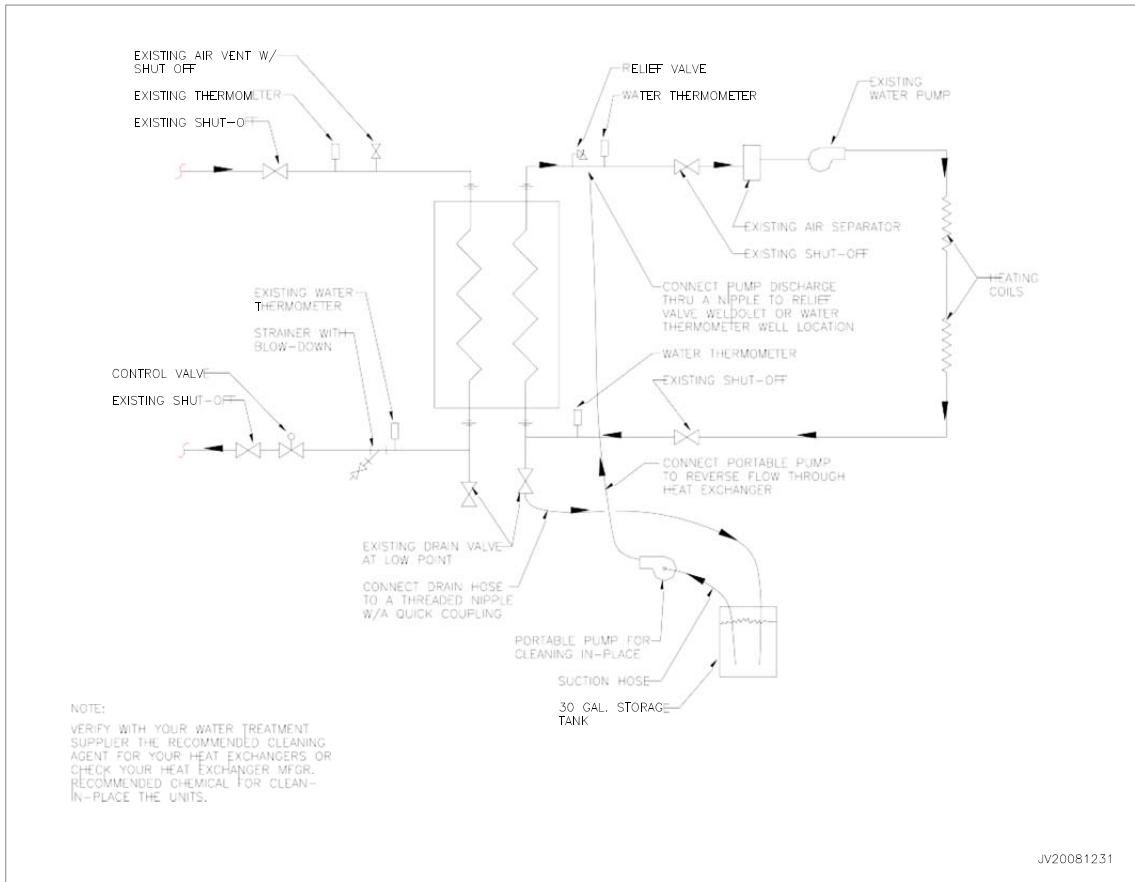 EXISTING AIR VENT W/
SHUT OFF
EXISTING THERMOMETER
EXISTING SHUT-OFF
RELIEF VALVE
WATER THERMOMETER
EXISTING
WATER PUMP
EXISTING AIR SEPARATOR
EXISTING SHUT-OFF
HEATING
COILS
CONNECT PUMP DISCHARGE
THRU A NIPPLE TO RELIEF
VALVE WELDOLET OR WATER
THERMOMETER WELL LOCATION
EXISTING WATER
THERMOMETER
STRAINER WITH
BLOW-DOWN
WATER THERMOMETER
CONTROL VALVE
EXISTING SHUT-OFF
EXISTING SHUT-OFF
CONNECT PORTABLE PUMP
TO REVERSE FLOW THROUGH
HEAT EXCHANGER
EXISTING DRAIN VALVE
AT LOW POINT
CONNECT DRAIN HOSE
TO A THREADED NIPPLE
W/A QUICK COUPLING
PORTABLE PUMP FOR
CLEANING IN-PLACE
SUCTION HOSE
30 GAL. STORAGE
TANK
NOTE:
VERIFY WITH YOUR WATER TREATMENT
SUPPLIER THE RECOMMENDED CLEANING
AGENT FOR YOUR HEAT EXCHANGERS OR
CHECK YOUR HEAT EXCHANGER MFGR.
RECOMMENDED CHEMICAL FOR CLEAN-
IN-PLACE THE UNITS.
JV20081231